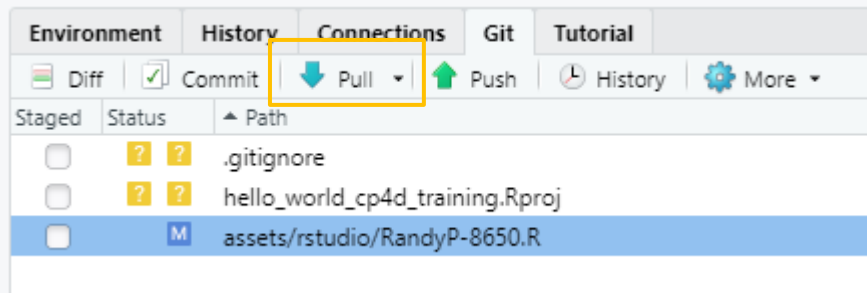 Environment History Connections Git Tutorial
Diff Commit Pull Push History More
Staged Status Path
? ? .gitignore
? ? hello_world_cp4d_training.Rproj
M assets/rstudio/RandyP-8650.R